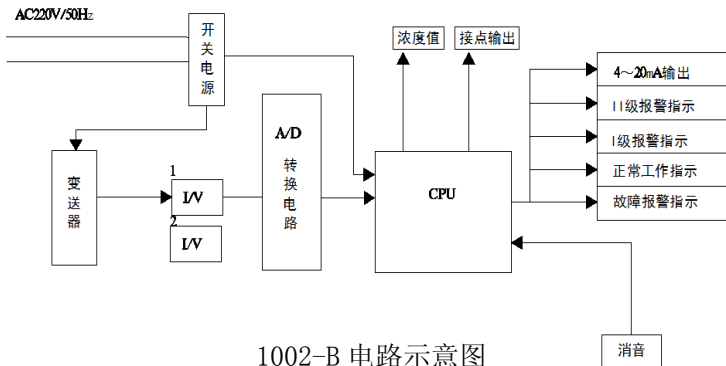 AC220V/50Hz
开关电源
浓度值
接点输出
4～20mA输出
II级报警指示
I级报警指示
正常工作指示
故障报警指示
A/D
转换电路
变送器
1
I/V
2
I/V
CPU
消音
1002-B 电路示意图